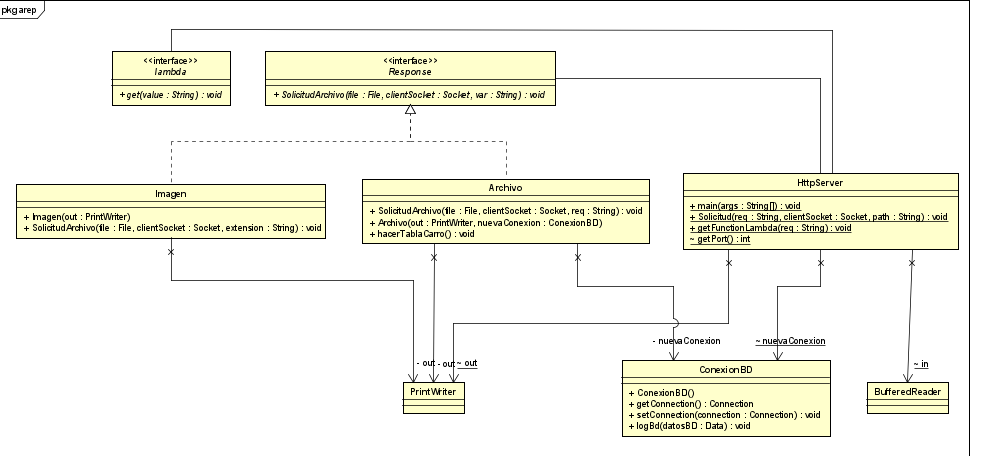 pkg arep
<<interface>>
lambda
+ get(value : String) : void
<<interface>>
Response
+ SolicitudArchivo(file : File, clientSocket : Socket, var : String) : void
Imagen
+ Imagen(out : PrintWriter)
+ SolicitudArchivo(file : File, clientSocket : Socket, extension : String) : void
Archivo
+ SolicitudArchivo(file : File, clientSocket : Socket, req : String) : void
+ Archivo(out : PrintWriter, nuevaConexion : ConexionBD)
+ hacerTablaCarro() : void
HttpServer
+ main(args : String[]) : void
+ Solicitud(req : String, clientSocket : Socket, path : String) : void
+ getFunctionLambda(req : String) : void
~ getPort() : int
- nuevaConexion
~ nuevaConexion
- out
- out
~ out
~ in
PrintWriter
ConexionBD
+ ConexionBD()
+ getConnection() : Connection
+ setConnection(connection : Connection) : void
+ logBd(datosBD : Data) : void
BufferedReader